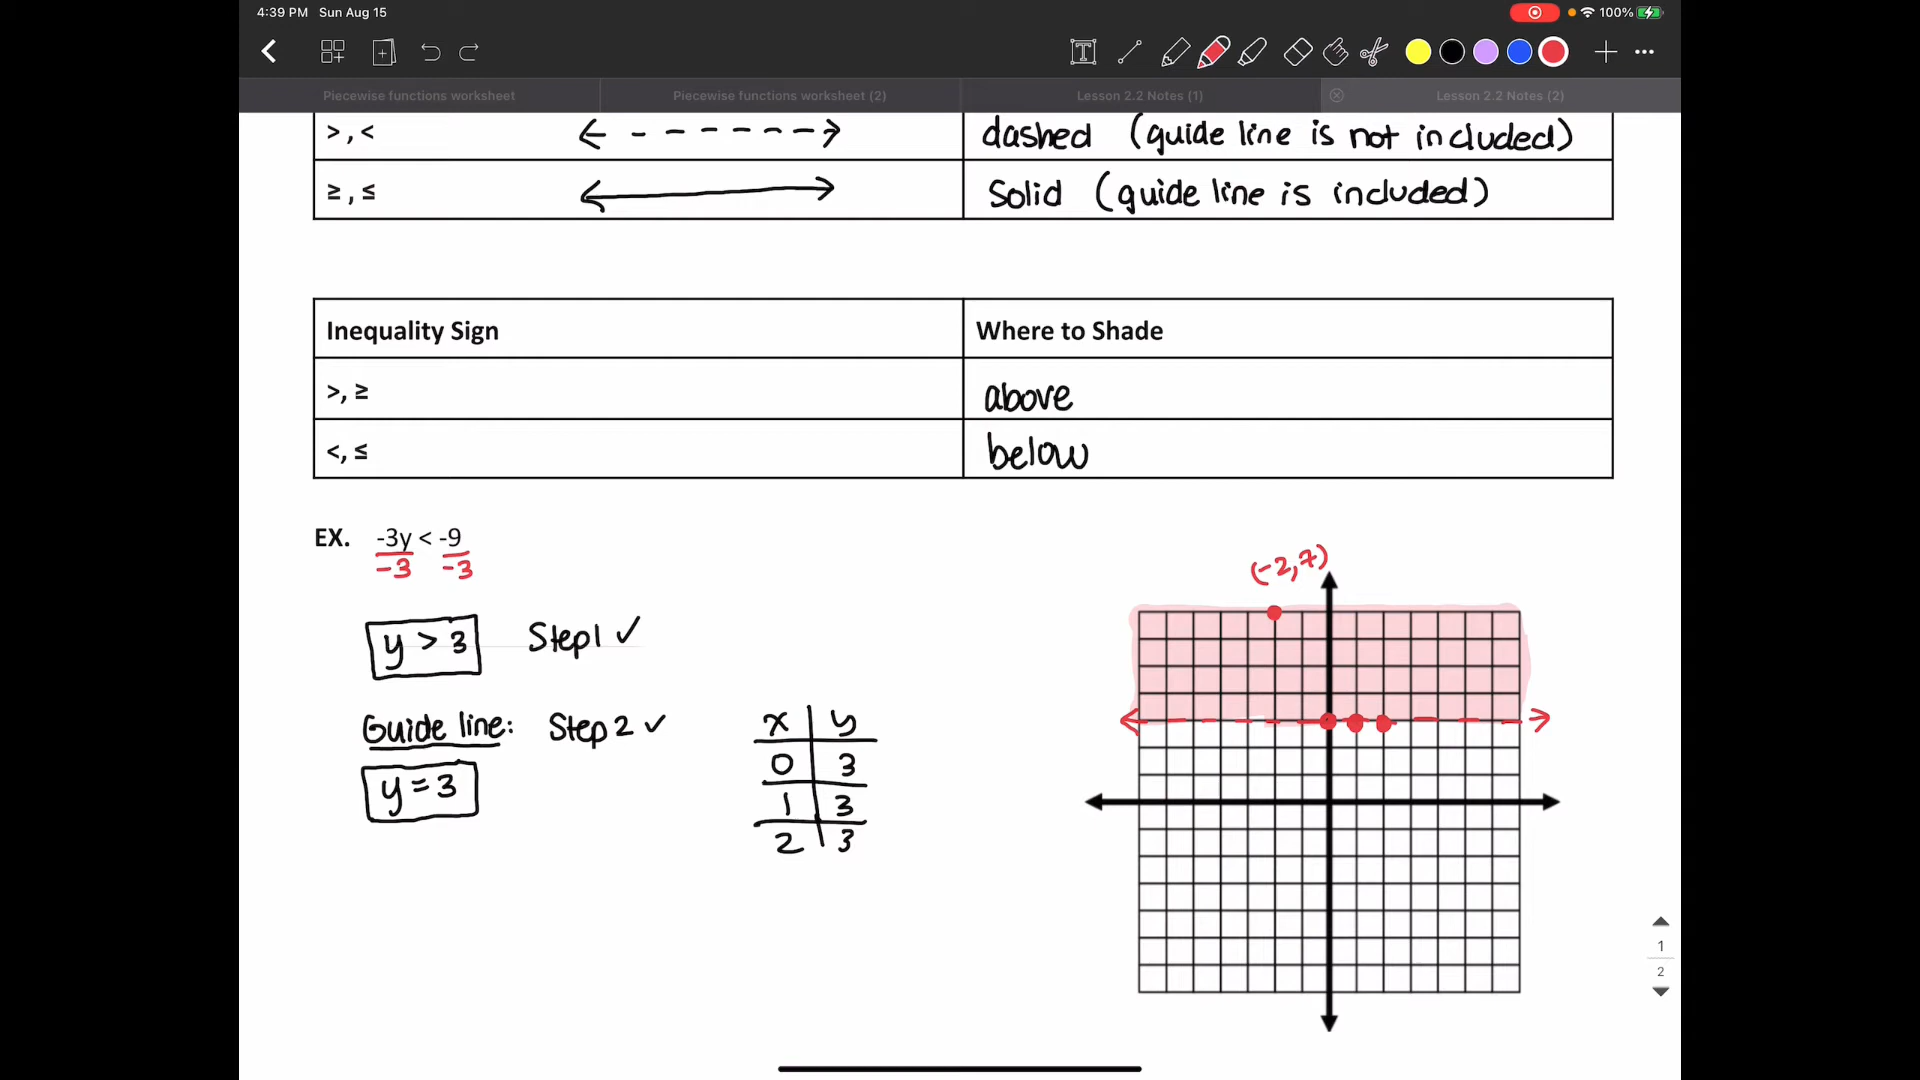 4:39 PM Sun Aug 15
100%
Piecewise functions worksheet
Piecewise functions worksheet (2)
Lesson 2.2 Notes (1)
Lesson 2.2 Notes (2)
>, < dashed (guide line is not included)
≥, ≤ Solid (guide line is included)
Inequality Sign Where to Shade
>, ≥ above
<, ≤ below
EX. -3y < -9
-3 -3
(-2,7)
y > 3 Step 1 ✓
Guide line: Step 2 ✓
y = 3
x y
0 3
1 3
2 3
1
2